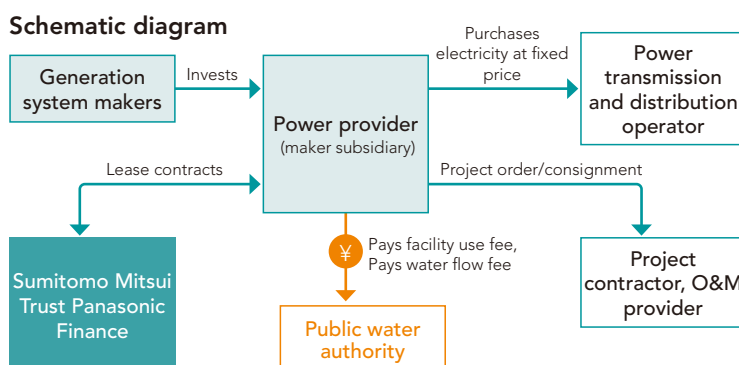 Schematic diagram
Generation
system makers
Invests
Power provider
(maker subsidiary)
Purchases
electricity at fixed
price
Power
transmission
and distribution
operator
Lease contracts
Project order/consignment
Sumitomo Mitsui
Trust Panasonic
Finance
¥
Pays facility use fee,
Pays water flow fee
Public water
authority
Project
contractor, O&M
provider